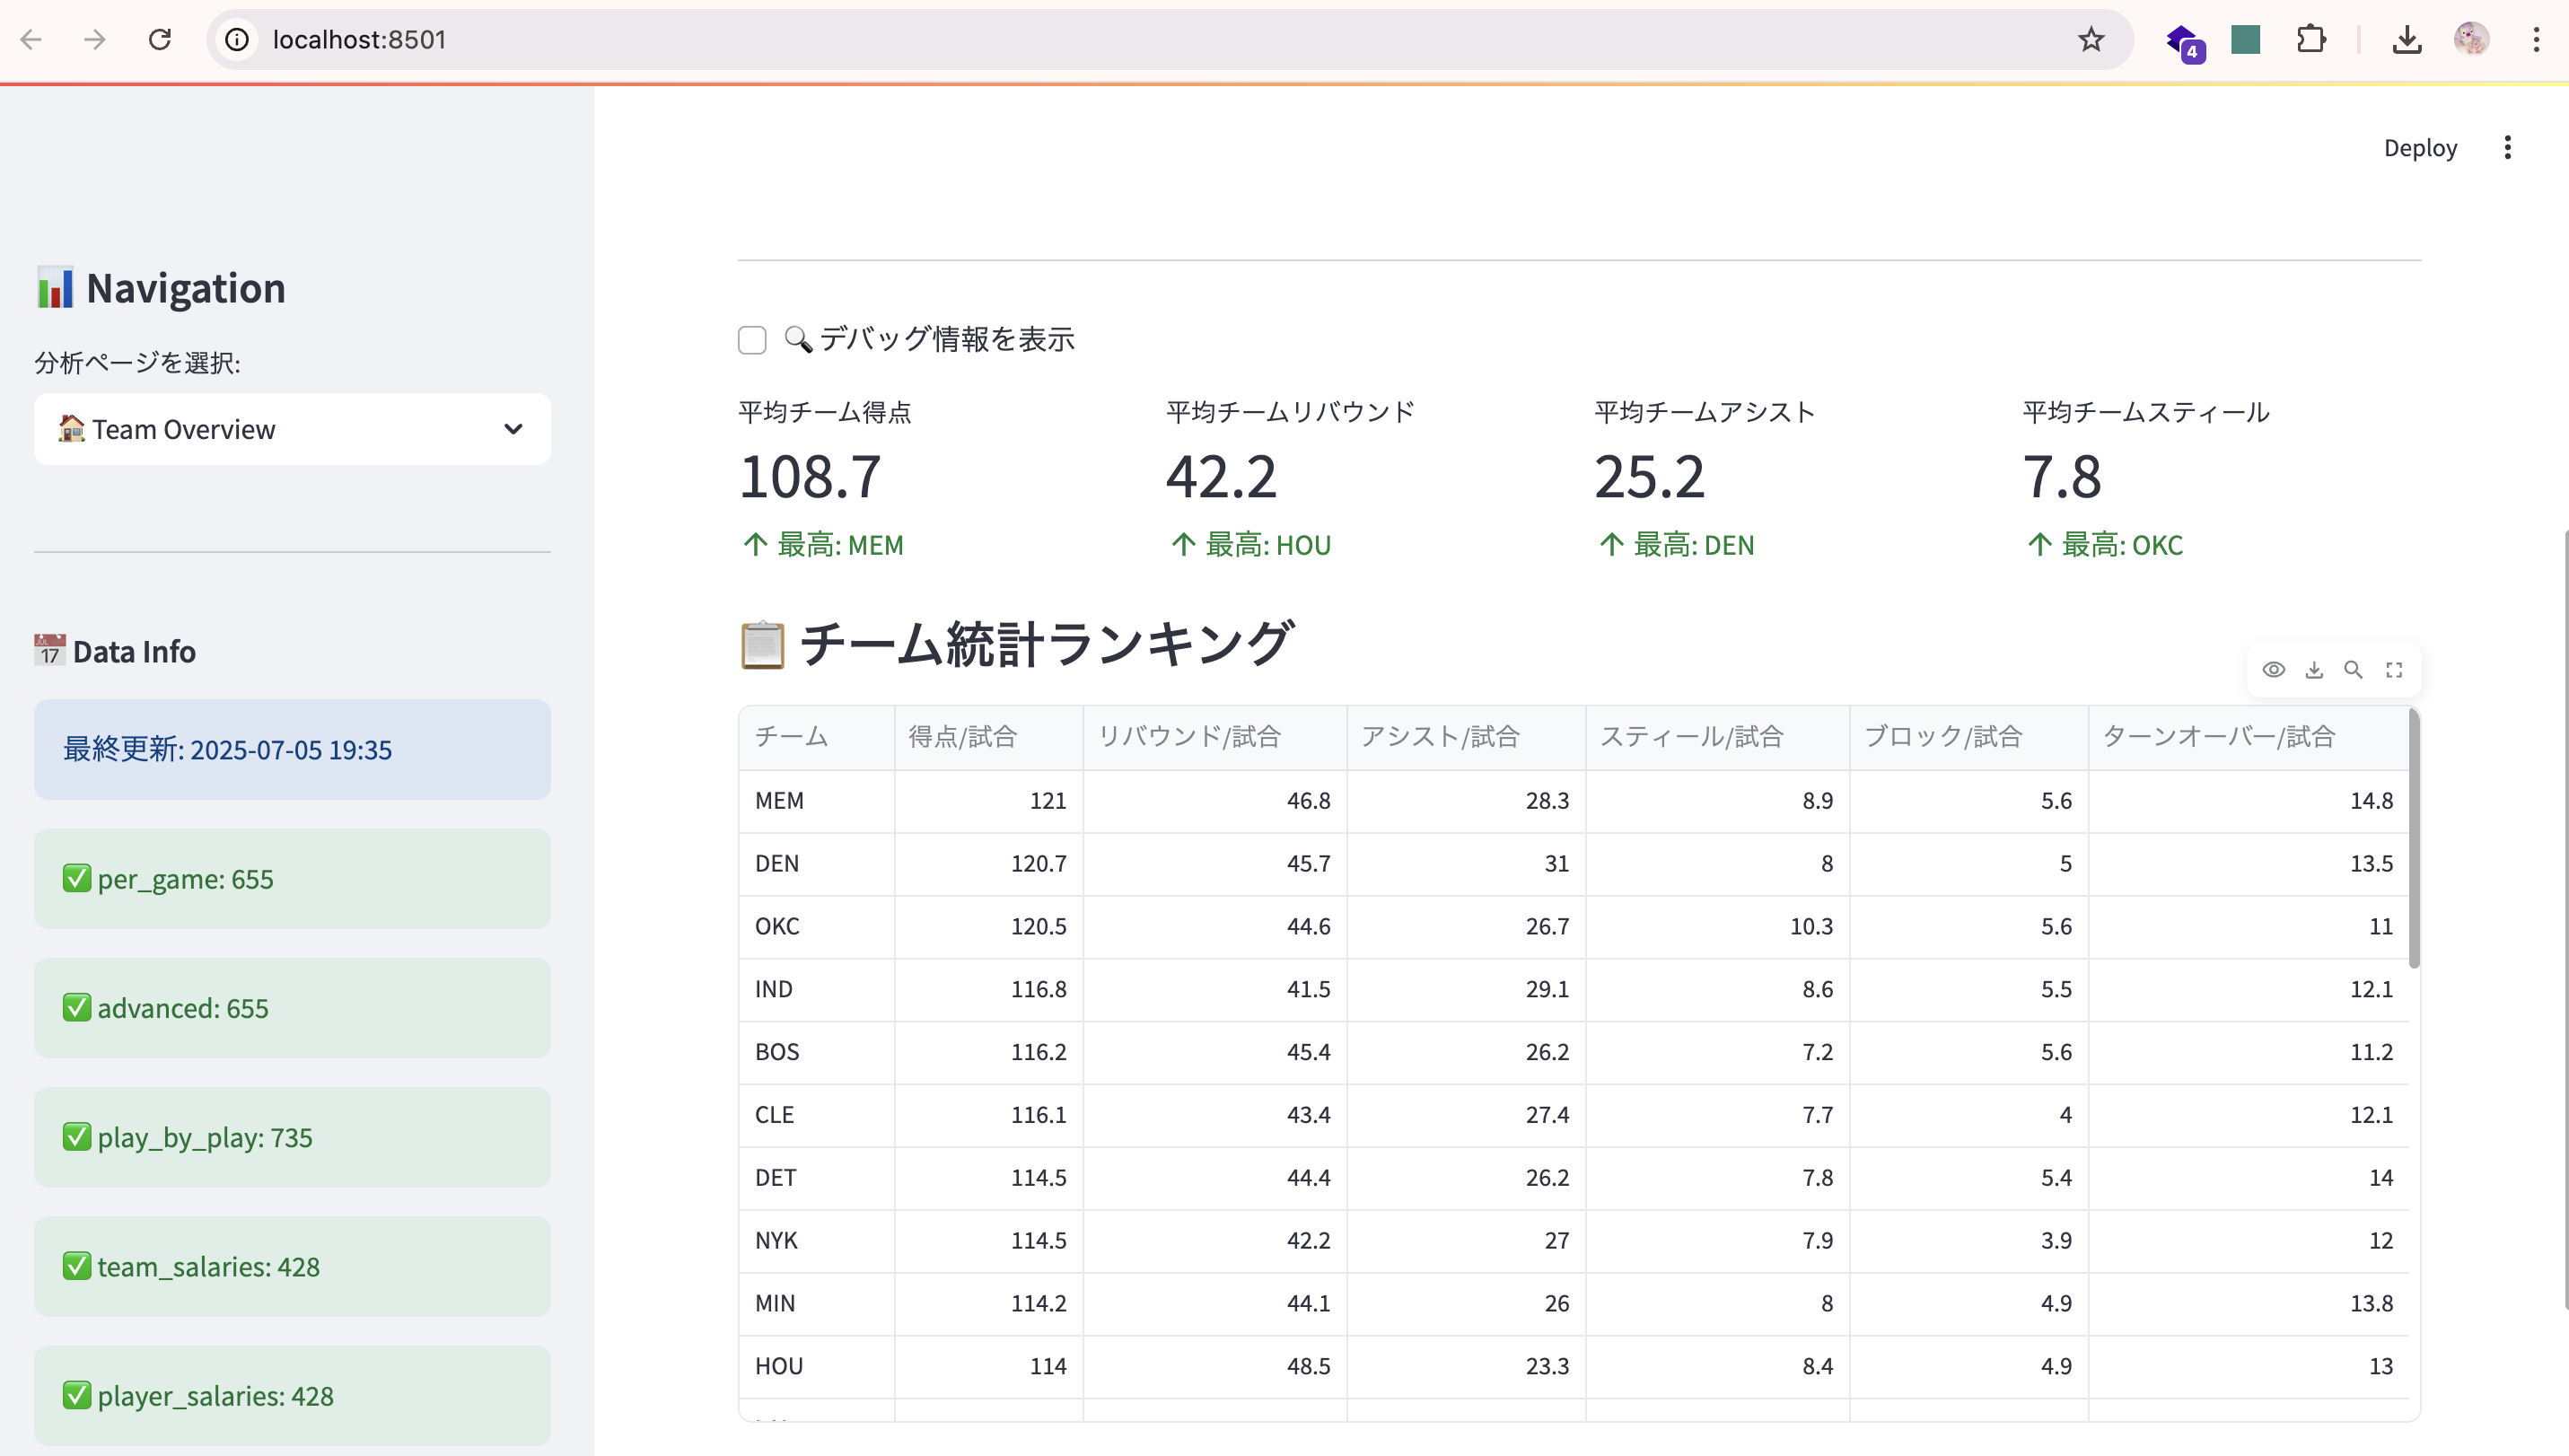 localhost:8501
4
Deploy
📊 Navigation
分析ページを選択:
🏠 Team Overview
📅 Data Info
JUL
17
最終更新: 2025-07-05 19:35
✅ per_game: 655
✅ advanced: 655
✅ play_by_play: 735
✅ team_salaries: 428
✅ player_salaries: 428
🔍 デバッグ情報を表示
平均チーム得点
108.7
↑ 最高: MEM
平均チームリバウンド
42.2
↑ 最高: HOU
平均チームアシスト
25.2
↑ 最高: DEN
平均チームスティール
7.8
↑ 最高: OKC
📋 チーム統計ランキング
チーム 得点/試合 リバウンド/試合 アシスト/試合 スティール/試合 ブロック/試合 ターンオーバー/試合
MEM 121 46.8 28.3 8.9 5.6 14.8
DEN 120.7 45.7 31 8 5 13.5
OKC 120.5 44.6 26.7 10.3 5.6 11
IND 116.8 41.5 29.1 8.6 5.5 12.1
BOS 116.2 45.4 26.2 7.2 5.6 11.2
CLE 116.1 43.4 27.4 7.7 4 12.1
DET 114.5 44.4 26.2 7.8 5.4 14
NYK 114.5 42.2 27 7.9 3.9 12
MIN 114.2 44.1 26 8 4.9 13.8
HOU 114 48.5 23.3 8.4 4.9 13